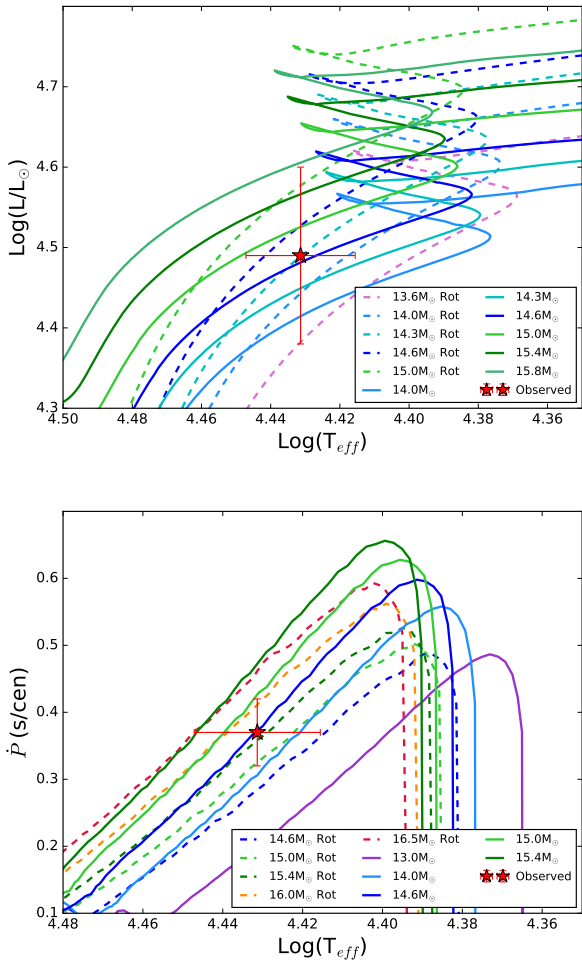 4.7
4.6
4.5
4.4
4.3
Log(L/L☉)
4.50
4.48
4.46
4.44
4.42
4.40
4.38
4.36
Log(T_eff)
13.6M☉ Rot
14.0M☉ Rot
14.3M☉ Rot
14.6M☉ Rot
15.0M☉ Rot
14.0M☉
14.3M☉
14.6M☉
15.0M☉
15.4M☉
15.8M☉
Observed
0.6
0.5
0.4
0.3
0.2
0.1
Ṗ (s/cen)
4.48
4.46
4.44
4.42
4.40
4.38
4.36
Log(T_eff)
14.6M☉ Rot
15.0M☉ Rot
15.4M☉ Rot
16.0M☉ Rot
16.5M☉ Rot
13.0M☉
14.0M☉
14.6M☉
15.0M☉
15.4M☉
Observed